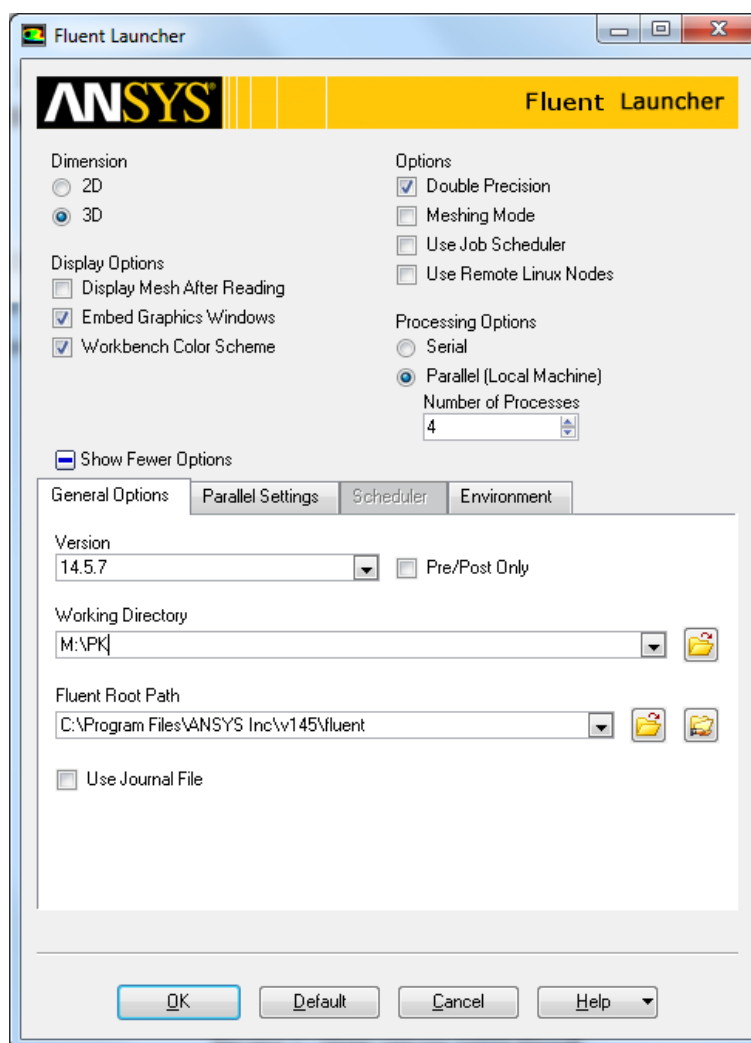 Fluent Launcher
ANSYS
Fluent Launcher
Dimension
2D
3D
Display Options
Display Mesh After Reading
Embed Graphics Windows
Workbench Color Scheme
Options
Double Precision
Meshing Mode
Use Job Scheduler
Use Remote Linux Nodes
Processing Options
Serial
Parallel (Local Machine)
Number of Processes
4
Show Fewer Options
General Options
Parallel Settings
Scheduler
Environment
Version
14.5.7
Pre/Post Only
Working Directory
M:\PK
Fluent Root Path
C:\Program Files\ANSYS Inc\v145\fluent
Use Journal File
OK
Default
Cancel
Help